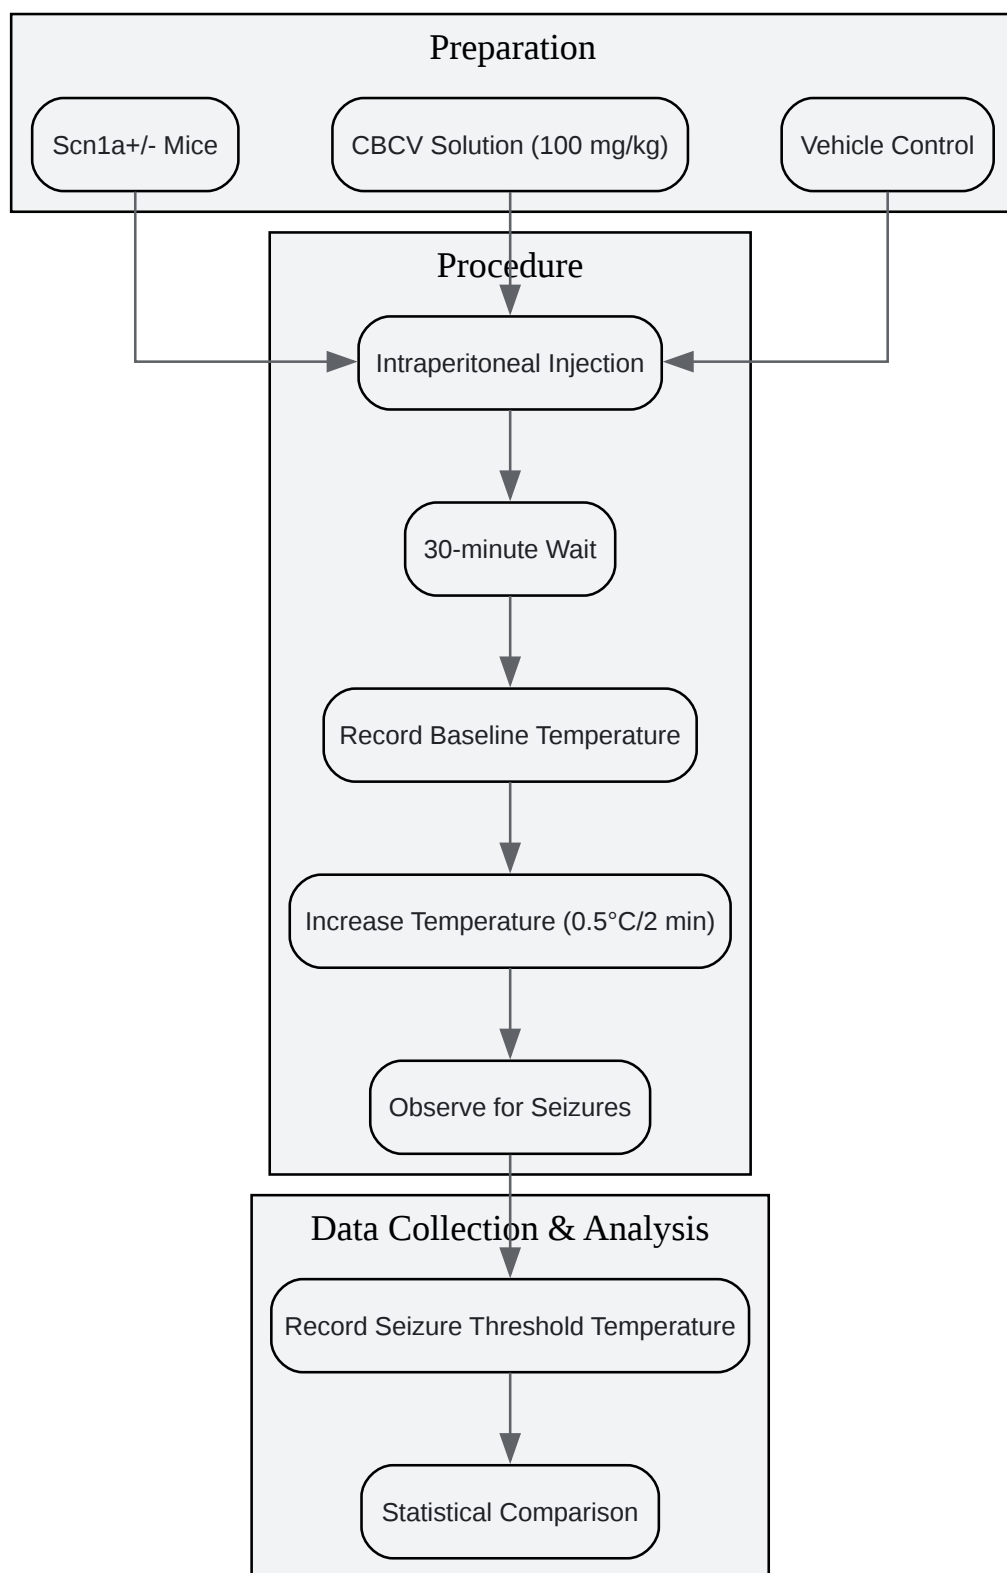 Preparation
Scn1a+/- Mice
CBCV Solution (100 mg/kg)
Vehicle Control
Procedure
Intraperitoneal Injection
30-minute Wait
Record Baseline Temperature
Increase Temperature (0.5°C/2 min)
Observe for Seizures
Data Collection & Analysis
Record Seizure Threshold Temperature
Statistical Comparison